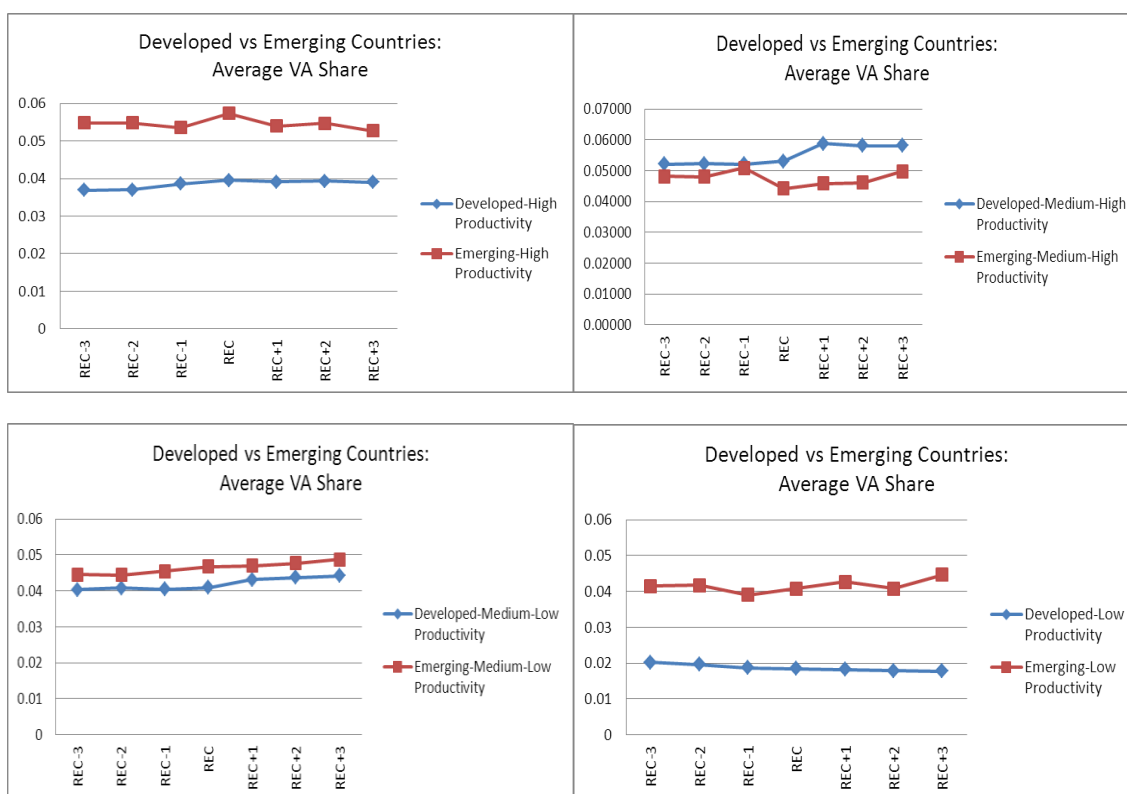 Developed vs Emerging Countries:
Average VA Share
0.06
0.05
0.04
0.03
0.02
0.01
0
REC-3
REC-2
REC-1
REC
REC+1
REC+2
REC+3
Developed-High
Productivity
Emerging-High
Productivity
Developed vs Emerging Countries:
Average VA Share
0.07000
0.06000
0.05000
0.04000
0.03000
0.02000
0.01000
0.00000
REC-3
REC-2
REC-1
REC
REC+1
REC+2
REC+3
Developed-Medium-High
Productivity
Emerging-Medium-High
Productivity
Developed vs Emerging Countries:
Average VA Share
0.06
0.05
0.04
0.03
0.02
0.01
0
REC-3
REC-2
REC-1
REC
REC+1
REC+2
REC+3
Developed-Medium-Low
Productivity
Emerging-Medium-Low
Productivity
Developed vs Emerging Countries:
Average VA Share
0.06
0.05
0.04
0.03
0.02
0.01
0
REC-3
REC-2
REC-1
REC
REC+1
REC+2
REC+3
Developed-Low
Productivity
Emerging-Low
Productivity